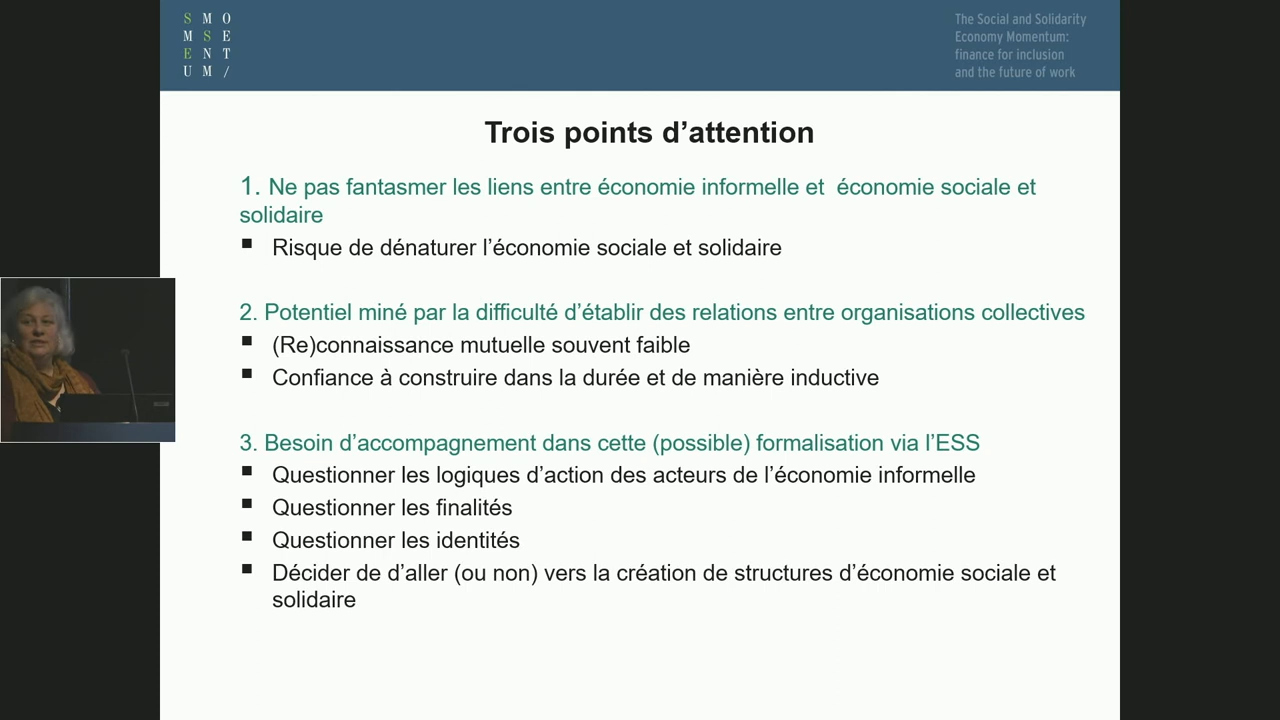 S M O
M S E
E N T
U M /
The Social and Solidarity
Economy Momentum:
finance for inclusion
and the future of work
Trois points d’attention
1. Ne pas fantasmer les liens entre économie informelle et économie sociale et
solidaire
▪ Risque de dénaturer l’économie sociale et solidaire
2. Potentiel miné par la difficulté d’établir des relations entre organisations collectives
▪ (Re)connaissance mutuelle souvent faible
▪ Confiance à construire dans la durée et de manière inductive
3. Besoin d’accompagnement dans cette (possible) formalisation via l’ESS
▪ Questionner les logiques d’action des acteurs de l’économie informelle
▪ Questionner les finalités
▪ Questionner les identités
▪ Décider de d’aller (ou non) vers la création de structures d’économie sociale et
solidaire